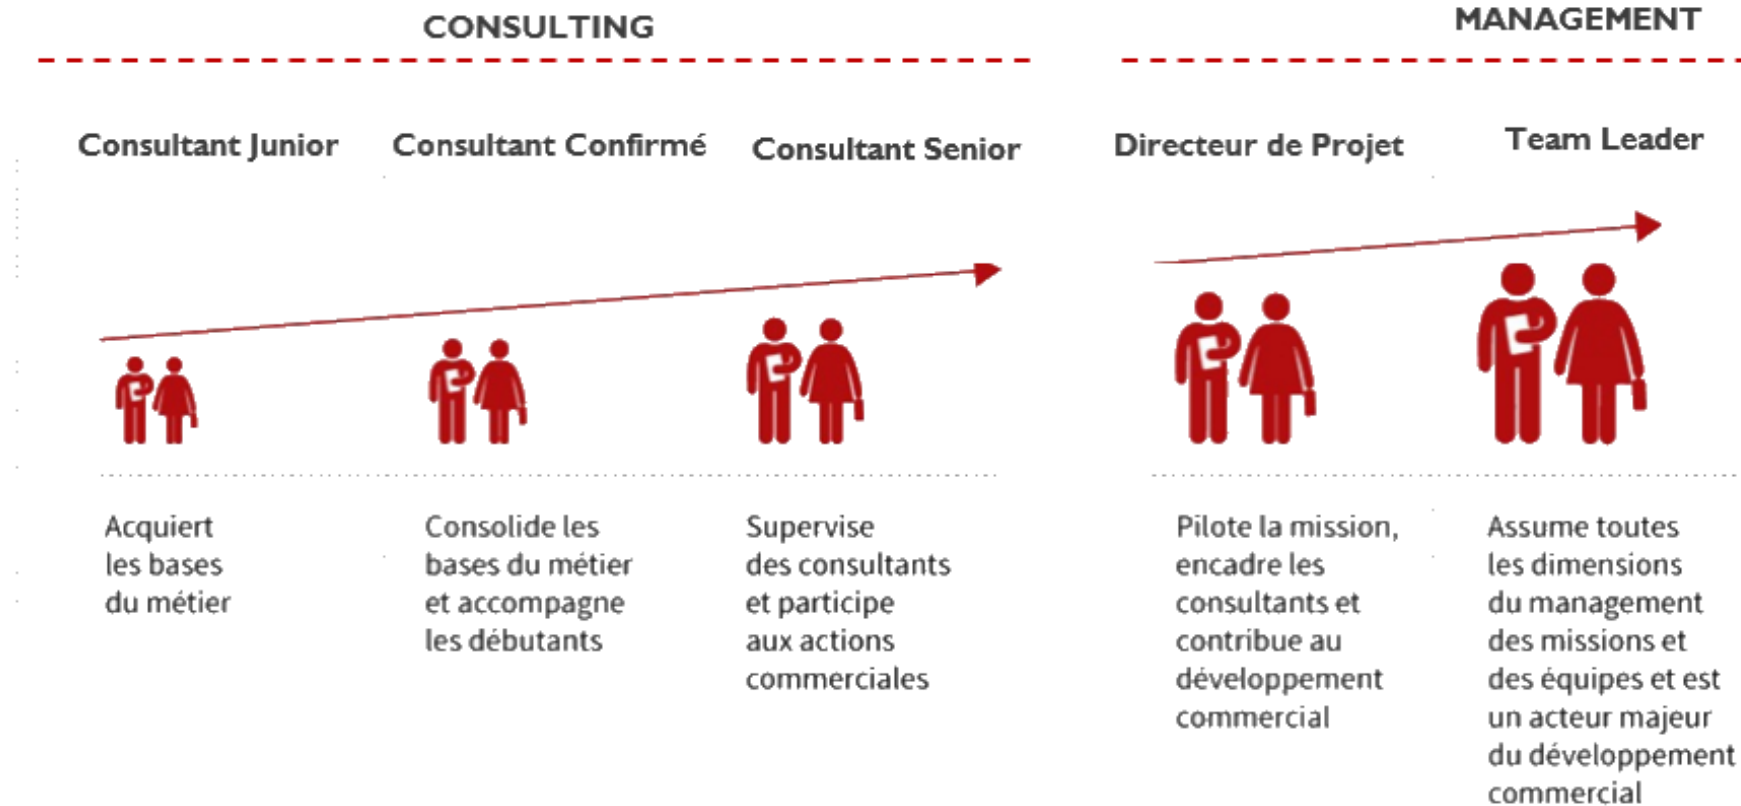 CONSULTING
MANAGEMENT
Consultant Junior
Consultant Confirmé
Consultant Senior
Directeur de Projet
Team Leader
Acquiert
les bases
du métier
Consolide les
bases du métier
et accompagne
les débutants
Supervise
des consultants
et participe
aux actions
commerciales
Pilote la mission,
encadre les
consultants et
contribue au
développement
commercial
Assume toutes
les dimensions
du management
des missions et
des équipes et est
un acteur majeur
du développement
commercial